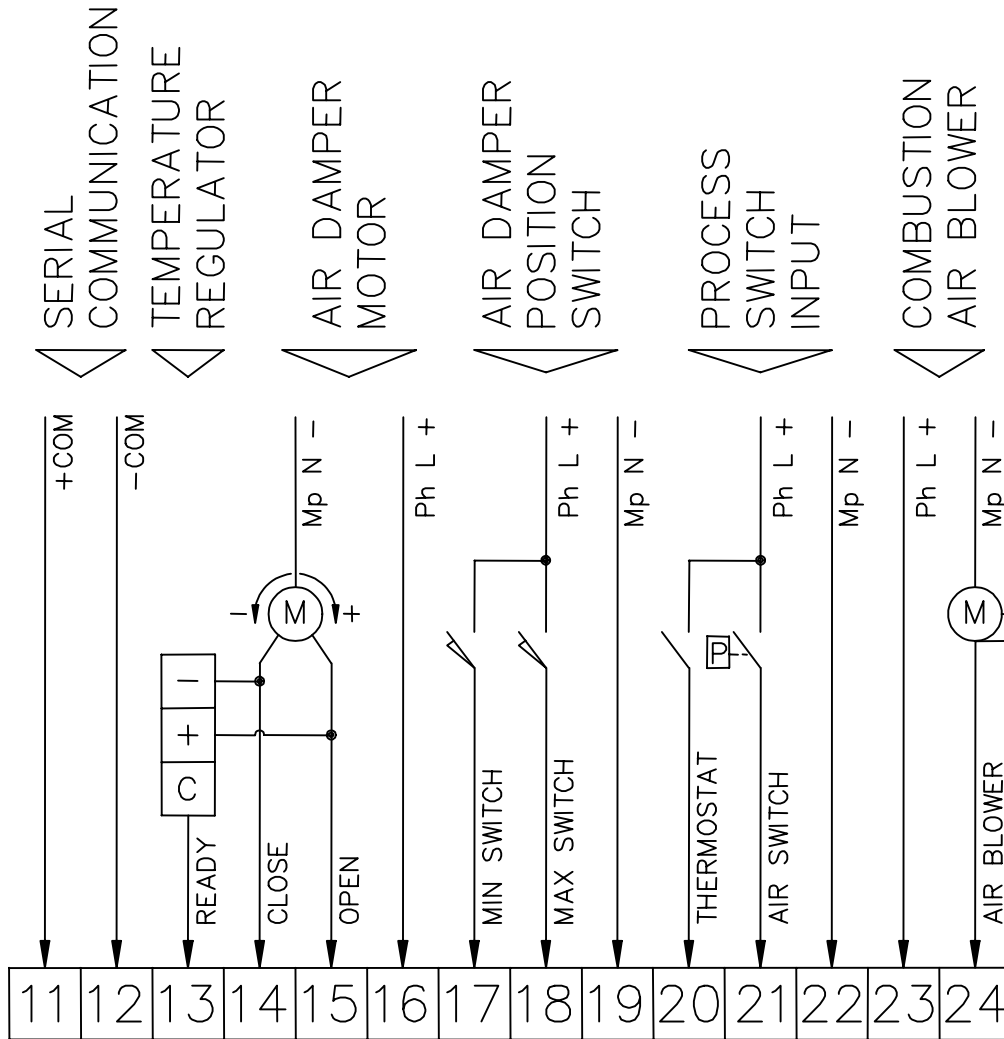 SERIAL
COMMUNICATION
TEMPERATURE
REGULATOR
AIR DAMPER
MOTOR
AIR DAMPER
POSITION
SWITCH
PROCESS
SWITCH
INPUT
COMBUSTION
AIR BLOWER
+COM
-COM
Mp N -
Ph L +
Ph L +
Mp N -
Ph L +
Mp N -
Ph L +
Mp N -
- M +
M
P
-
+
C
READY
CLOSE
OPEN
MIN SWITCH
MAX SWITCH
THERMOSTAT
AIR SWITCH
AIR BLOWER
11 12 13 14 15 16 17 18 19 20 21 22 23 24